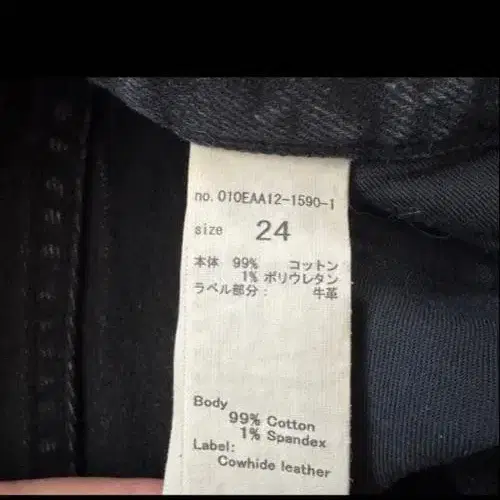 no. 010EAA12-1590-1
size 24
本体 99% コットン
1% ポリウレタン
ラベル部分: 牛革
Body
99% Cotton
1% Spandex
Label:
Cowhide leather